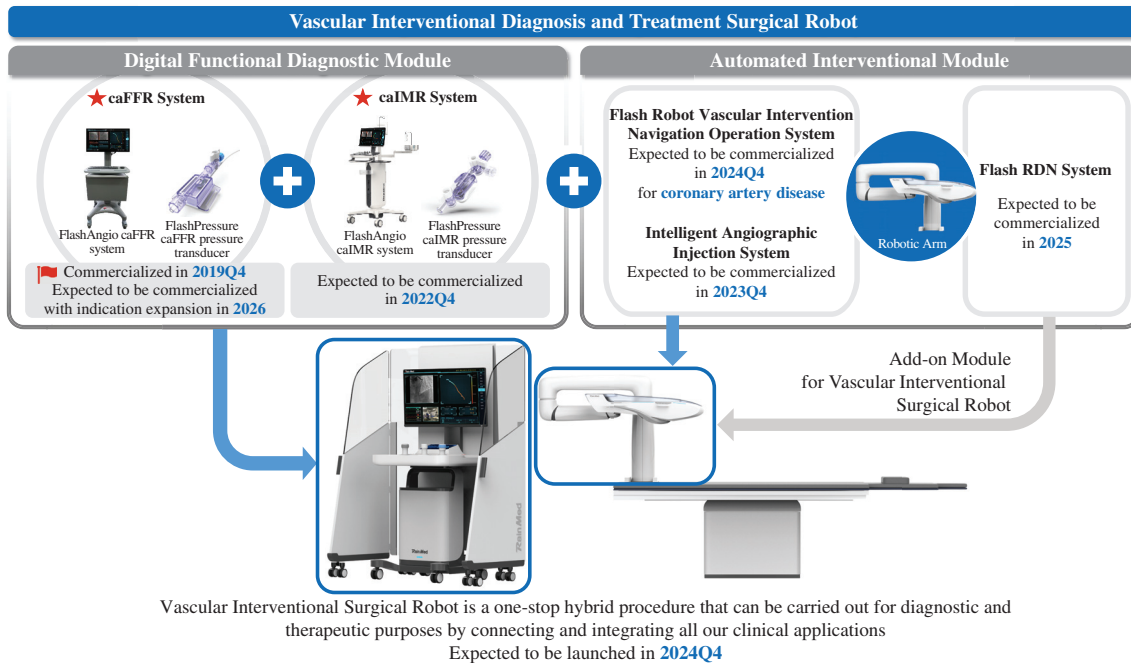 Vascular Interventional Diagnosis and Treatment Surgical Robot
Digital Functional Diagnostic Module
caFFR System
caIMR System
FlashAngio caFFR
system
FlashPressure
caFFR pressure
transducer
FlashAngio
caIMR system
FlashPressure
caIMR pressure
transducer
Commercialized in 2019Q4
Expected to be commercialized
with indication expansion in 2026
Expected to be commercialized
in 2022Q4
Automated Interventional Module
Flash Robot Vascular Intervention
Navigation Operation System
Expected to be commercialized
in 2024Q4
for coronary artery disease
Intelligent Angiographic
Injection System
Expected to be commercialized
in 2023Q4
Robotic Arm
Flash RDN System
Expected to be
commercialized
in 2025
Add-on Module
for Vascular Interventional
Surgical Robot
RainMed
RainMed
Vascular Interventional Surgical Robot is a one-stop hybrid procedure that can be carried out for diagnostic and
therapeutic purposes by connecting and integrating all our clinical applications
Expected to be launched in 2024Q4